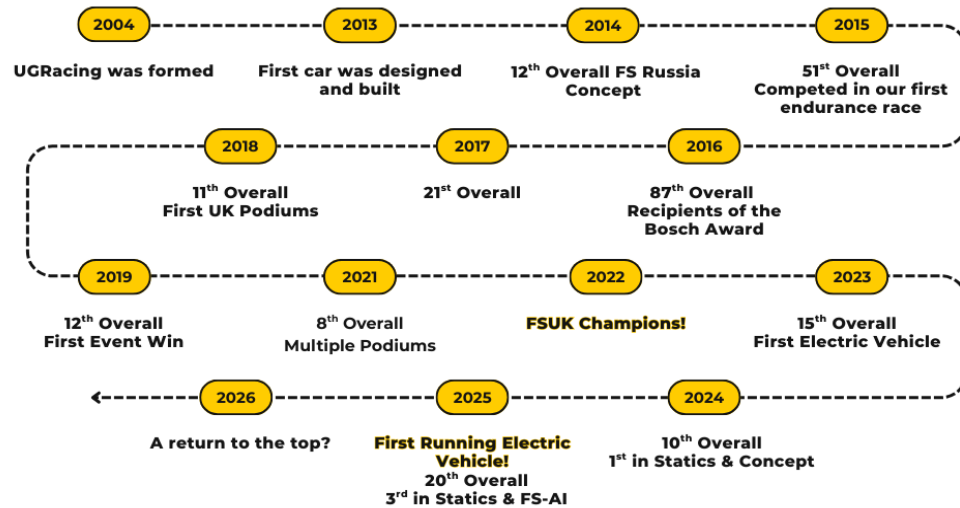 2004
UGRacing was formed
2013
First car was designed
and built
2014
12th Overall FS Russia
Concept
2015
51st Overall
Competed in our first
endurance race
2016
87th Overall
Recipients of the
Bosch Award
2017
21st Overall
2018
11th Overall
First UK Podiums
2019
12th Overall
First Event Win
2021
8th Overall
Multiple Podiums
2022
FSUK Champions!
2023
15th Overall
First Electric Vehicle
2024
10th Overall
1st in Statics & Concept
2025
First Running Electric
Vehicle!
20th Overall
3rd in Statics & FS-AI
2026
A return to the top?